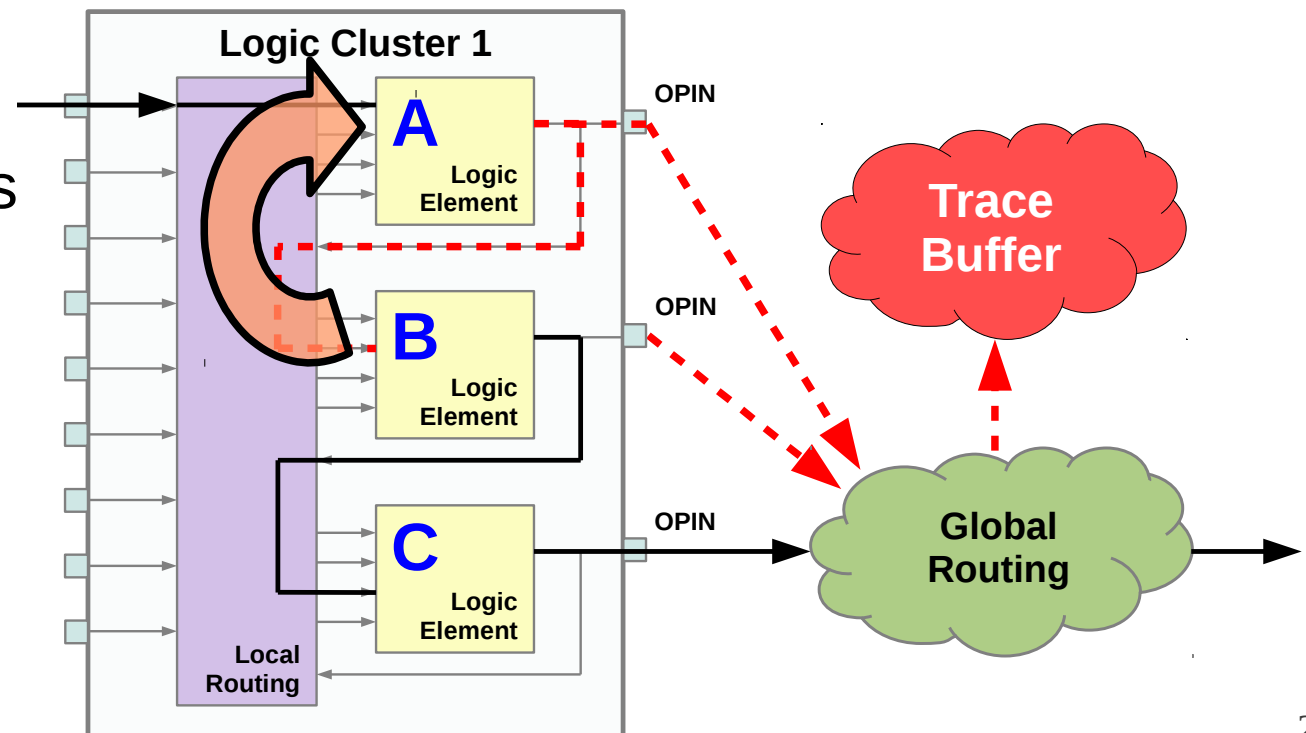 Logic Cluster 1
s
A
Logic
Element
OPIN
B
Logic
Element
OPIN
C
Logic
Element
OPIN
Local
Routing
Trace
Buffer
Global
Routing